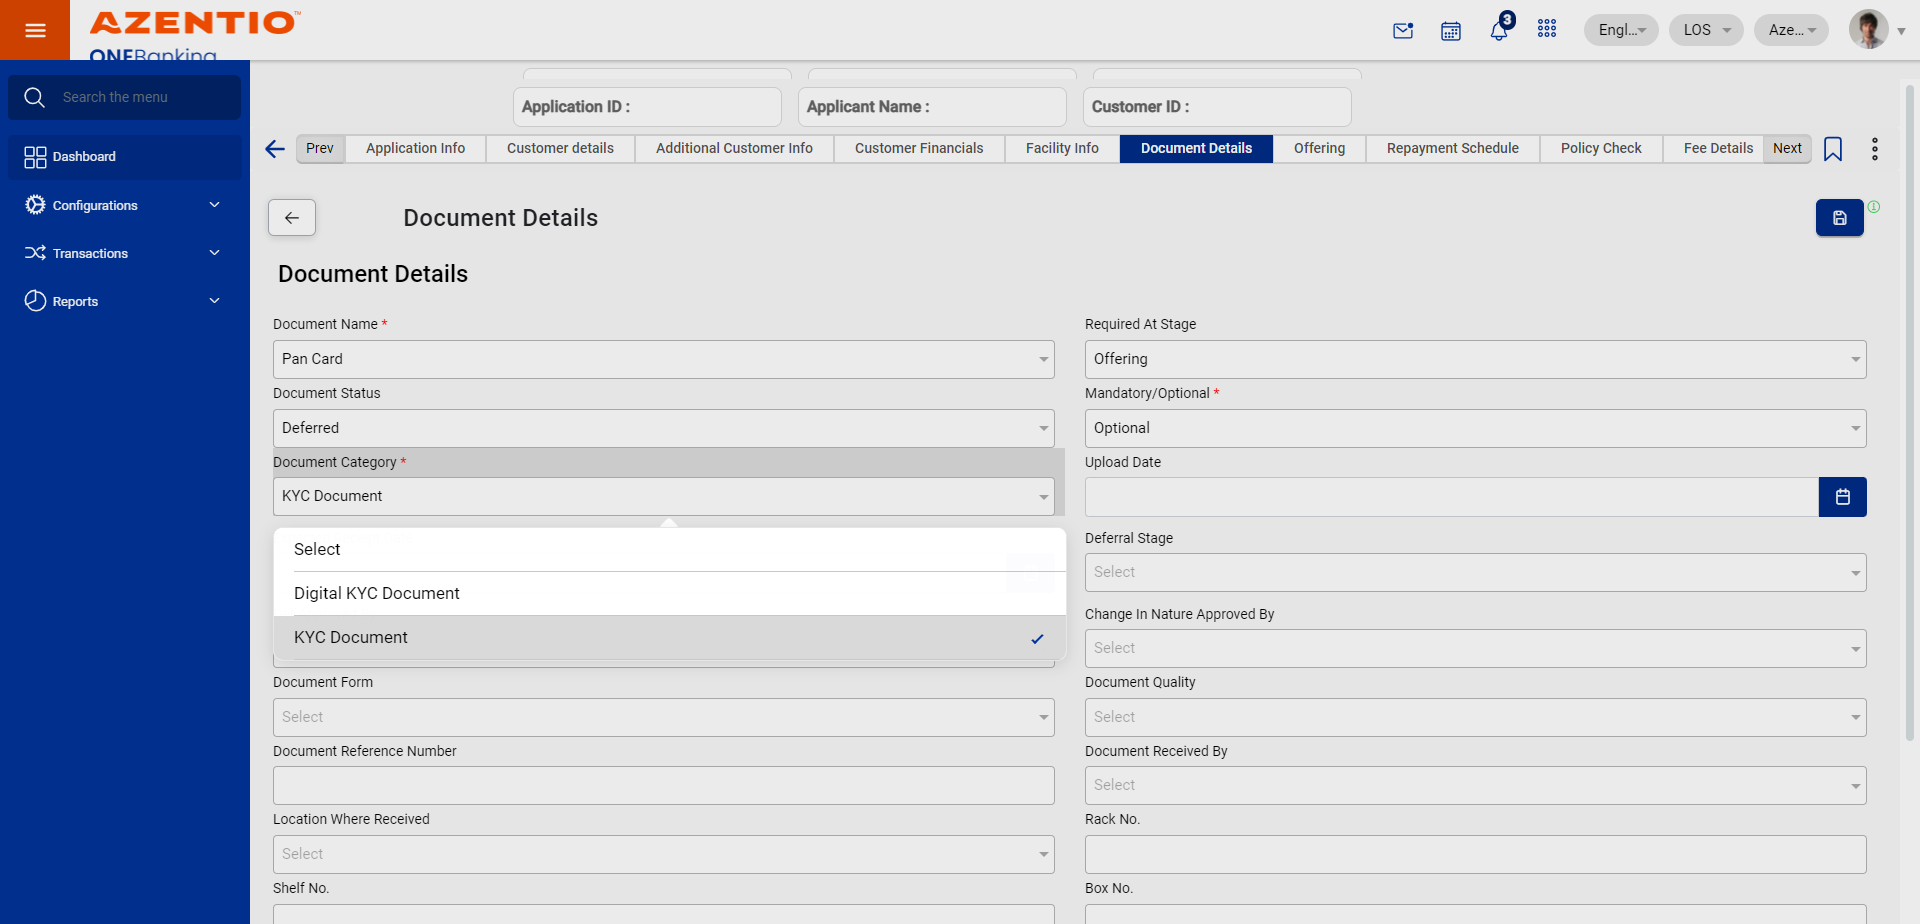 AZENTIO™
ONEBanking
3
Engl...
LOS
Aze...
Search the menu
Dashboard
Configurations
Transactions
Reports
Application ID :
Applicant Name :
Customer ID :
Prev
Application Info
Customer details
Additional Customer Info
Customer Financials
Facility Info
Document Details
Offering
Repayment Schedule
Policy Check
Fee Details
Next
Document Details
Document Details
Document Name *
Pan Card
Required At Stage
Offering
Document Status
Deferred
Mandatory/Optional *
Optional
Document Category *
KYC Document
Upload Date
Select
Digital KYC Document
KYC Document
Deferral Stage
Select
Change In Nature Approved By
Select
Document Form
Select
Document Quality
Select
Document Reference Number
Document Received By
Select
Location Where Received
Select
Rack No.
Shelf No.
Box No.